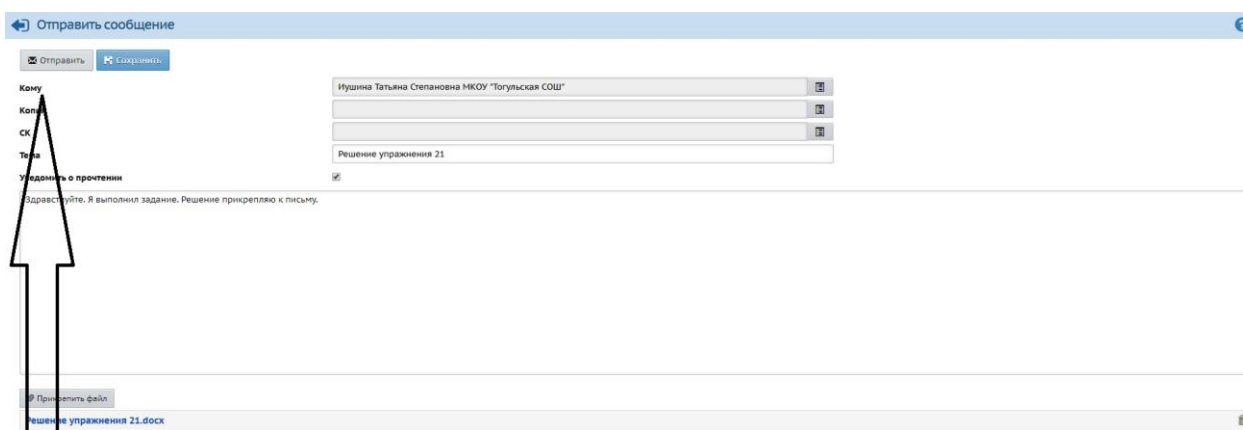 Отправить сообщение
Отправить Сохранить
Кому Иушина Татьяна Степановна МКОУ "Тогульская СОШ"
Копия
СК
Тема Решение упражнения 21
Уведомить о прочтении
Здравствуйте. Я выполнил задание. Решение прикрепляю к письму.
Прикрепить файл
Решение упражнения 21.docx